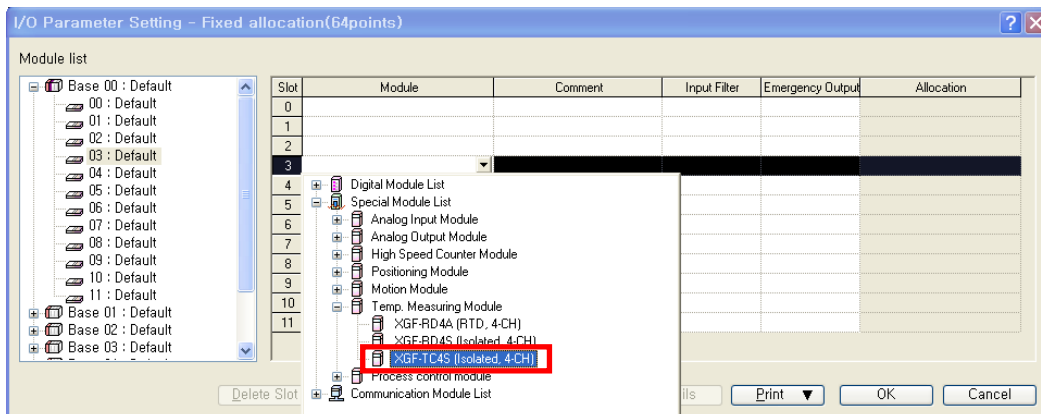 I/O Parameter Setting - Fixed allocation(64points)
Module list
Base 00 : Default
00 : Default
01 : Default
02 : Default
03 : Default
04 : Default
05 : Default
06 : Default
07 : Default
08 : Default
09 : Default
10 : Default
11 : Default
Base 01 : Default
Base 02 : Default
Base 03 : Default
Slot Module Comment Input Filter Emergency Output Allocation
0
1
2
3
4
5
6
7
8
9
10
11
Digital Module List
Special Module List
Analog Input Module
Analog Output Module
High Speed Counter Module
Positioning Module
Motion Module
Temp. Measuring Module
XGF-RD4A (RTD, 4-CH)
XGF-RD4S (Isolated, 4-CH)
XGF-TC4S (Isolated, 4-CH)
Process control module
Communication Module List
Delete Slot ils Print ▼ OK Cancel